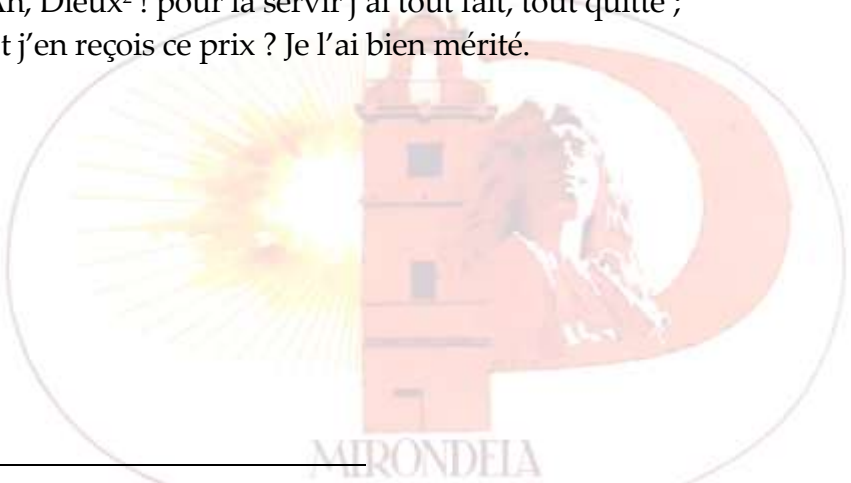 Ah, Dieux² ! pour la servir j'ai tout fait, tout quitté ;
t j'en reçois ce prix ? Je l'ai bien mérité.
MIRONDELA